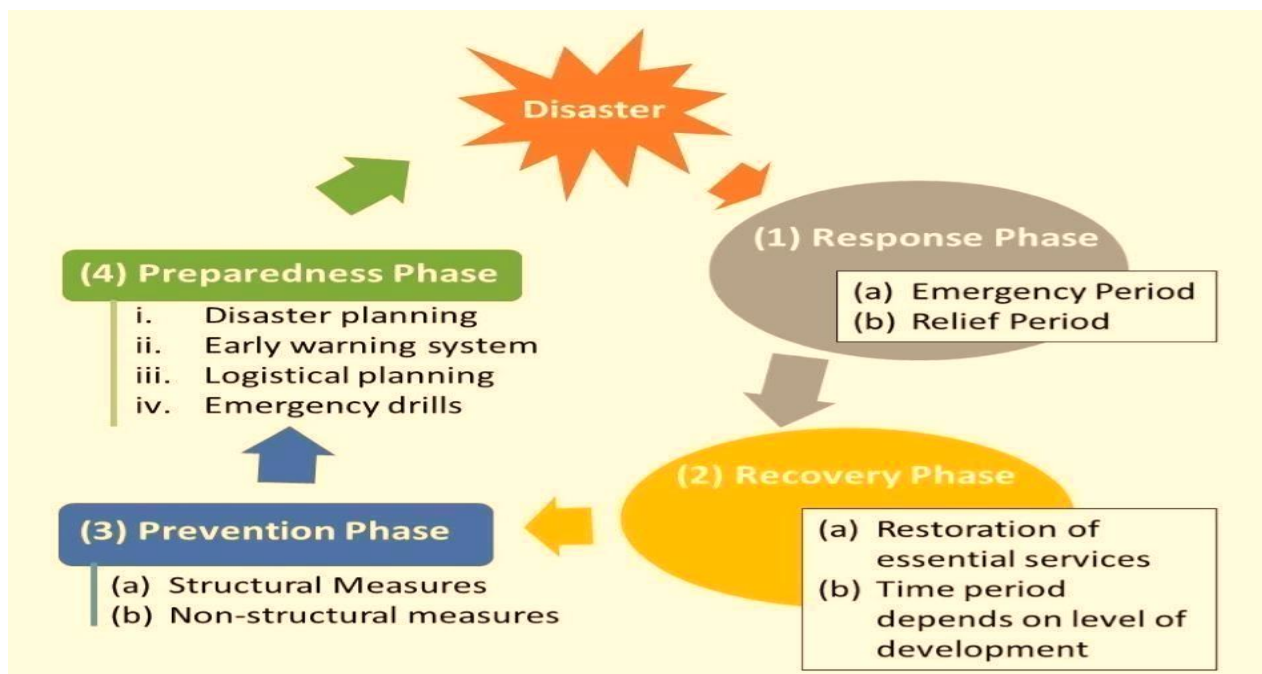 Disaster
(1) Response Phase
(a) Emergency Period
(b) Relief Period
(2) Recovery Phase
(a) Restoration of
essential services
(b) Time period
depends on level of
development
(3) Prevention Phase
(a) Structural Measures
(b) Non-structural measures
(4) Preparedness Phase
i. Disaster planning
ii. Early warning system
iii. Logistical planning
iv. Emergency drills